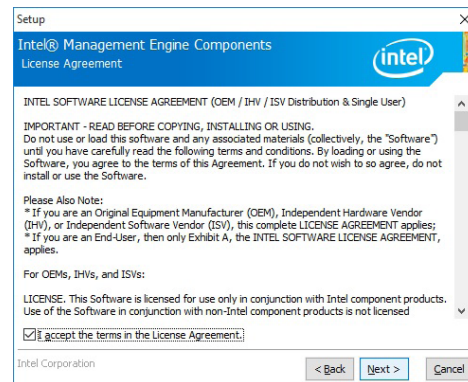 Setup
Intel® Management Engine Components
License Agreement
intel
INTEL SOFTWARE LICENSE AGREEMENT (OEM / IHV / ISV Distribution & Single User)
IMPORTANT - READ BEFORE COPYING, INSTALLING OR USING.
Do not use or load this software and any associated materials (collectively, the "Software")
until you have carefully read the following terms and conditions. By loading or using the
Software, you agree to the terms of this Agreement. If you do not wish to so agree, do not
install or use the Software.
Please Also Note:
* If you are an Original Equipment Manufacturer (OEM), Independent Hardware Vendor
(IHV), or Independent Software Vendor (ISV), this complete LICENSE AGREEMENT applies;
* If you are an End-User, then only Exhibit A, the INTEL SOFTWARE LICENSE AGREEMENT,
applies.
For OEMs, IHVs, and ISVs:
LICENSE. This Software is licensed for use only in conjunction with Intel component products.
Use of the Software in conjunction with non-Intel component products is not licensed
I accept the terms in the License Agreement.
Intel Corporation
< Back
Next >
Cancel